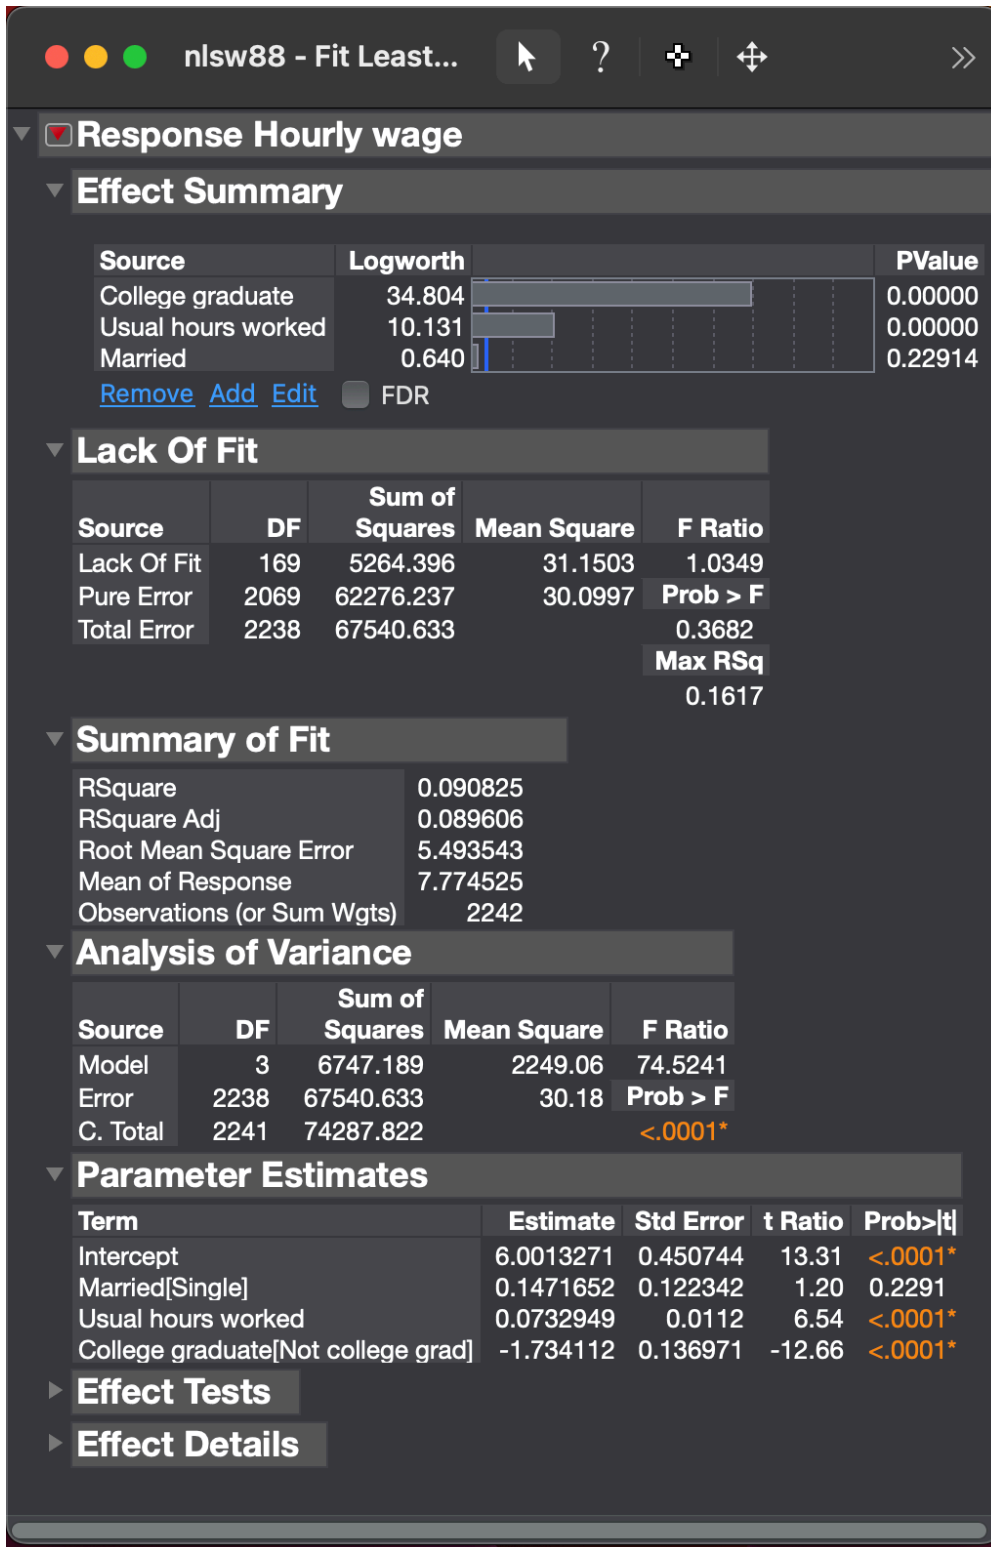 nlsw88 - Fit Least... ?
Response Hourly wage
Effect Summary
Source Logworth PValue
College graduate 34.804 0.00000
Usual hours worked 10.131 0.00000
Married 0.640 0.22914
Remove Add Edit FDR
Lack Of Fit
Sum of
Source DF Squares Mean Square F Ratio
Lack Of Fit 169 5264.396 31.1503 1.0349
Pure Error 2069 62276.237 30.0997 Prob > F
Total Error 2238 67540.633 0.3682
Max RSq
0.1617
Summary of Fit
RSquare 0.090825
RSquare Adj 0.089606
Root Mean Square Error 5.493543
Mean of Response 7.774525
Observations (or Sum Wgts) 2242
Analysis of Variance
Sum of
Source DF Squares Mean Square F Ratio
Model 3 6747.189 2249.06 74.5241
Error 2238 67540.633 30.18 Prob > F
C. Total 2241 74287.822 <.0001*
Parameter Estimates
Term Estimate Std Error t Ratio Prob>|t|
Intercept 6.0013271 0.450744 13.31 <.0001*
Married[Single] 0.1471652 0.122342 1.20 0.2291
Usual hours worked 0.0732949 0.0112 6.54 <.0001*
College graduate[Not college grad] -1.734112 0.136971 -12.66 <.0001*
Effect Tests
Effect Details